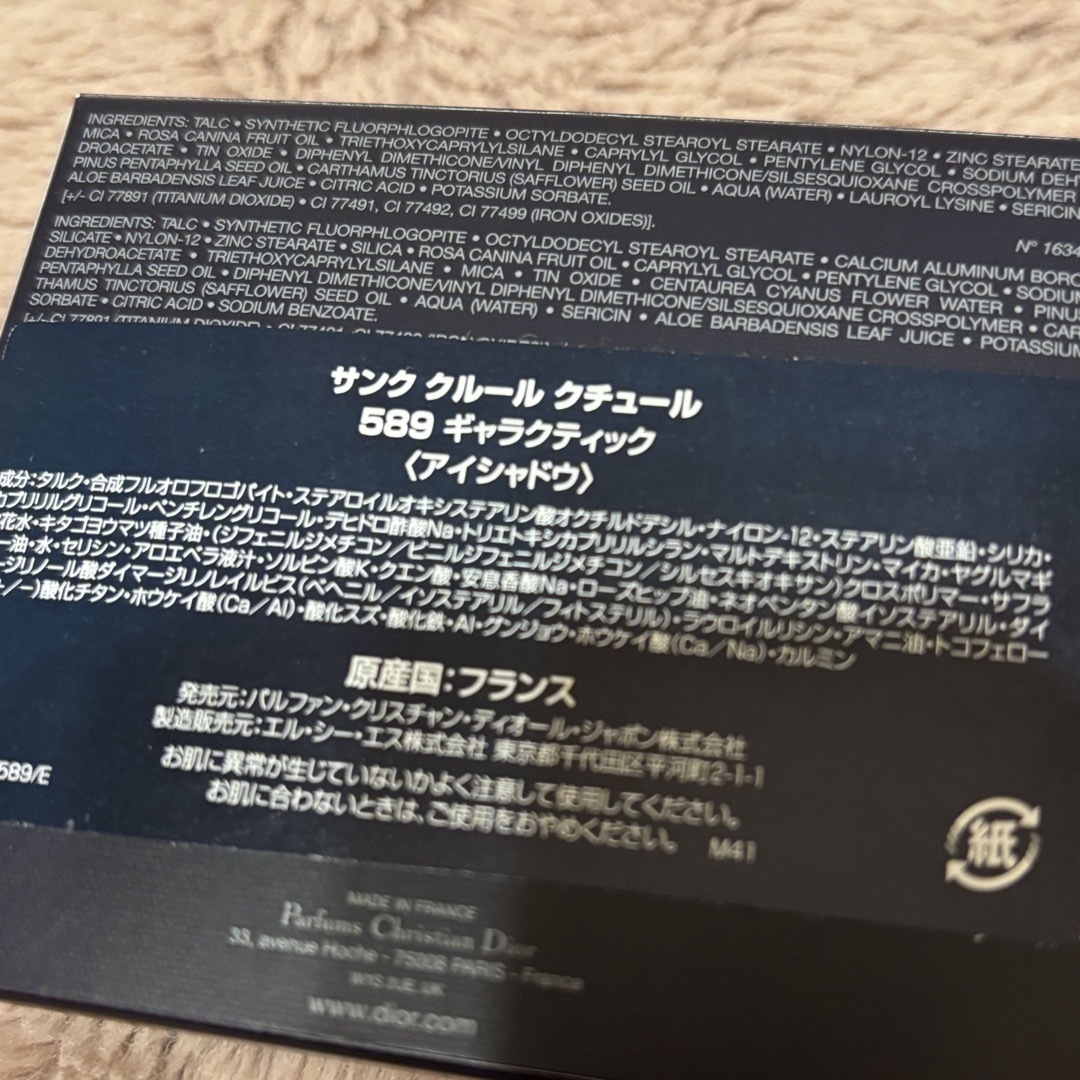 INGREDIENTS: TALC • SYNTHETIC FLUORPHLOGOPITE • OCTYLDODECYL STEAROYL STEARATE • NYLON-12 • ZINC STEARATE
MICA • ROSA CANINA FRUIT OIL • TRIETHOXYCAPRYLYLSILANE • CAPRYLYL GLYCOL • PENTYLENE GLYCOL • SODIUM DEH
DROACETATE • TIN OXIDE • DIPHENYL DIMETHICONE/VINYL DIPHENYL DIMETHICONE/SILSESQUIOXANE CROSSPOLYMER
PINUS PENTAPHYLLA SEED OIL • CARTHAMUS TINCTORIUS (SAFFLOWER) SEED OIL • AQUA (WATER) • LAUROYL LYSINE • SERICIN
ALOE BARBADENSIS LEAF JUICE • CITRIC ACID • POTASSIUM SORBATE.
[+/- CI 77891 (TITANIUM DIOXIDE) • CI 77491, CI 77492, CI 77499 (IRON OXIDES)].
N° 1634
INGREDIENTS: TALC • SYNTHETIC FLUORPHLOGOPITE • OCTYLDODECYL STEAROYL STEARATE • CALCIUM ALUMINUM BORO
SILICATE • NYLON-12 • ZINC STEARATE • SILICA • ROSA CANINA FRUIT OIL • CAPRYLYL GLYCOL • PENTYLENE GLYCOL • SODIUM
DEHYDROACETATE • TRIETHOXYCAPRYLYLSILANE • MICA • TIN OXIDE • CENTAUREA CYANUS FLOWER WATER • PINUS
PENTAPHYLLA SEED OIL • DIPHENYL DIMETHICONE/VINYL DIPHENYL DIMETHICONE/SILSESQUIOXANE CROSSPOLYMER • CAR
THAMUS TINCTORIUS (SAFFLOWER) SEED OIL • AQUA (WATER) • SERICIN • ALOE BARBADENSIS LEAF JUICE • POTASSIUM
SORBATE • CITRIC ACID • SODIUM BENZOATE.
サンク クルール クチュール
589 ギャラクティック
〈アイシャドウ〉
成分：タルク・合成フルオロフロゴパイト・ステアロイルオキシステアリン酸オクチルドデシル・ナイロン-12・ステアリン酸亜鉛・シリカ・
カプリリルグリコール・ペンチレングリコール・デヒドロ酢酸Na・トリエトキシカプリリルシラン・マルトデキストリン・マイカ・ヤグルマギ
花水・キタゴヨウマツ種子油・（ジフェニルジメチコン／ビニルジフェニルジメチコン／シルセスキオキサン）クロスポリマー・サフラ
ー油・水・セリシン・アロエベラ液汁・ソルビン酸K・クエン酸・安息香酸Na・ローズヒップ油・ネオペンタン酸イソステアリル・ダイ
ージリノール酸ダイマージリノレイルビス（ベヘニル／イソステアリル／フィトステリル）・ラウロイルリシン・アマニ油・トコフェロー
／－）酸化チタン・ホウケイ酸（Ca／Al）・酸化スズ・酸化鉄・Al・グンジョウ・ホウケイ酸（Ca／Na）・カルミン
原産国：フランス
発売元：パルファン・クリスチャン・ディオール・ジャポン株式会社
製造販売元：エル・シー・エス株式会社 東京都千代田区平河町2-1-1
お肌に異常が生じていないかよく注意して使用してください。
お肌に合わないときは、ご使用をおやめください。 M41
589/E
紙
MADE IN FRANCE
Parfums Christian Dior
33, avenue Hoche - 75008 PARIS - France
W1S 2JE. UK
www.dior.com